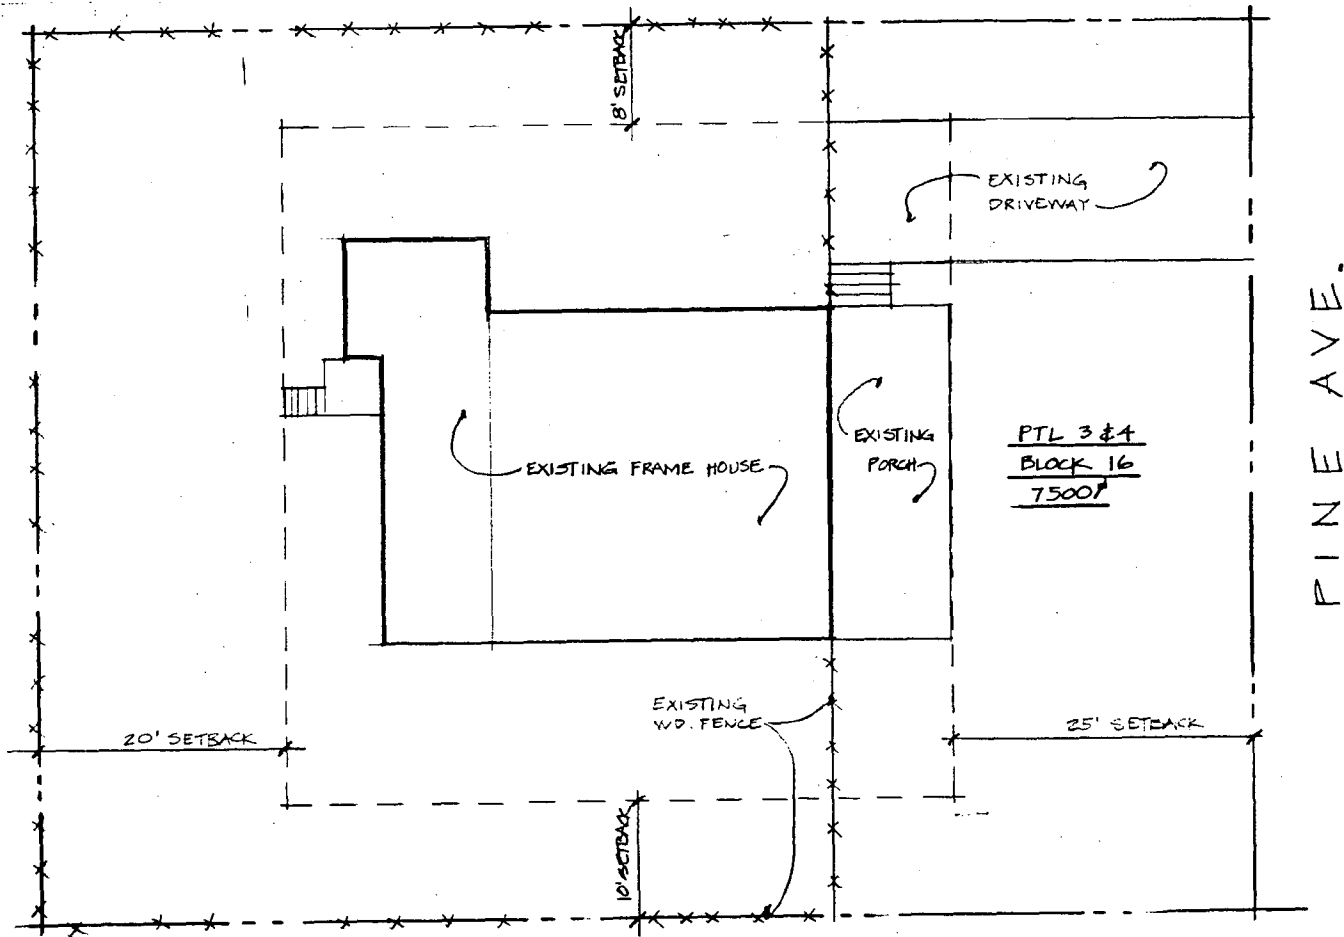 8' SETBACK
EXISTING
DRIVEWAY
PINE AVE.
EXISTING FRAME HOUSE
EXISTING
PORCH
PTL 3 & 4
BLOCK 16
7500
EXISTING
WD. FENCE
20' SETBACK
25' SETBACK
10' SETBACK